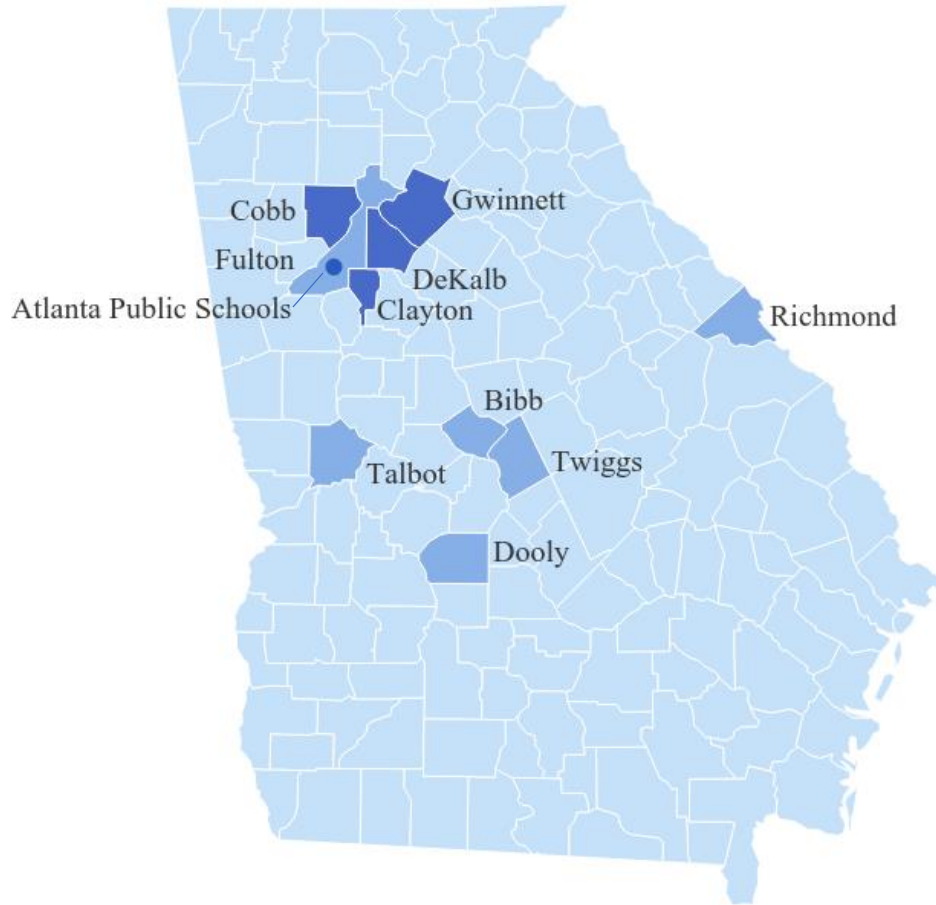 Gwinnett
Cobb
Fulton
DeKalb
Atlanta Public Schools
Clayton
Richmond
Bibb
Talbot
Twiggs
Dooly